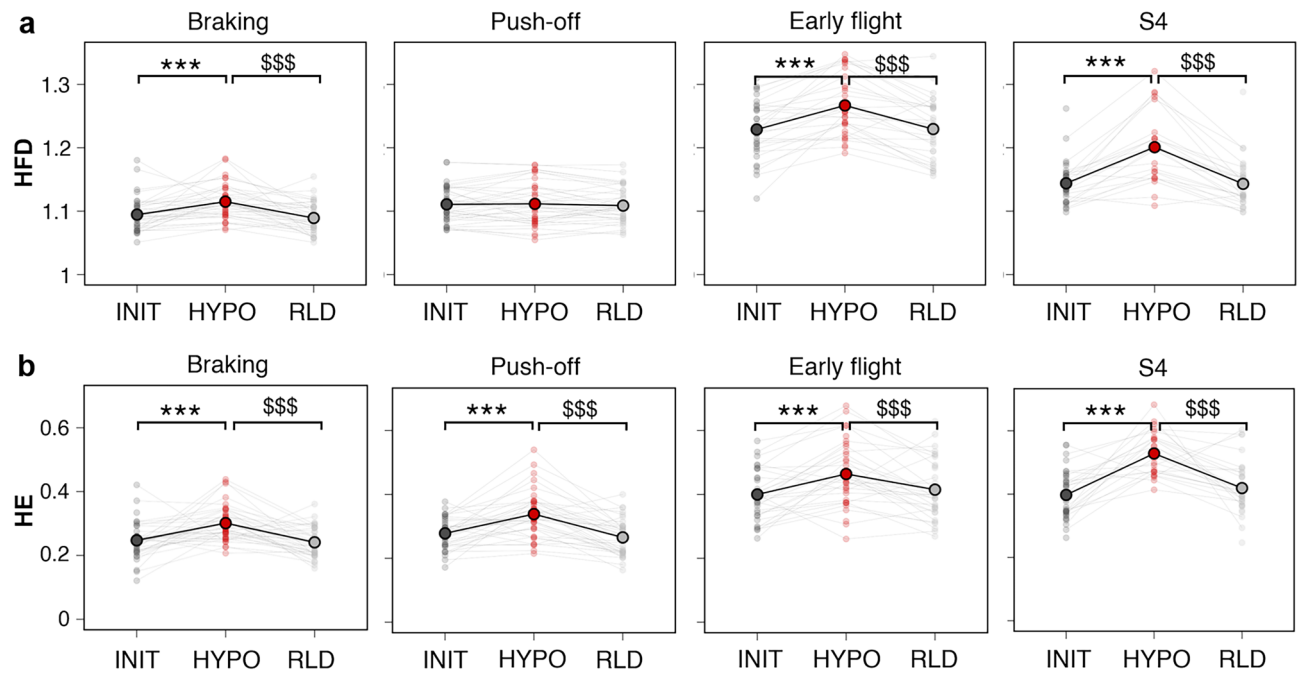 a
Braking Push-off Early flight S4
*** $$$ *** $$$ *** $$$
HFD
1.3
1.2
1.1
1
INIT HYPO RLD INIT HYPO RLD INIT HYPO RLD INIT HYPO RLD
b
Braking Push-off Early flight S4
*** $$$ *** $$$ *** $$$ *** $$$
HE
0.6
0.4
0.2
0
INIT HYPO RLD INIT HYPO RLD INIT HYPO RLD INIT HYPO RLD